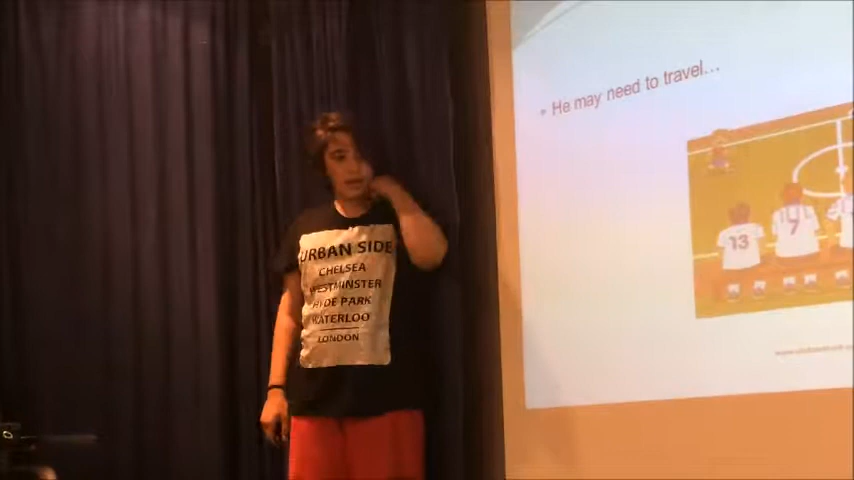 • He may need to travel...
URBAN SIDE
CHELSEA
WESTMINSTER
HYDE PARK
WATERLOO
LONDON
13
7